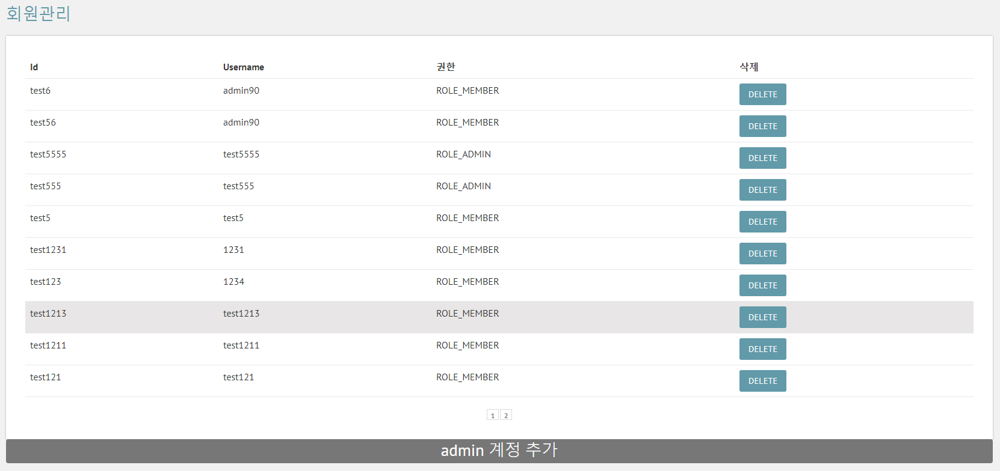 회원관리
Id Username 권한 삭제
test6 admin90 ROLE_MEMBER DELETE
test56 admin90 ROLE_MEMBER DELETE
test5555 test5555 ROLE_ADMIN DELETE
test555 test555 ROLE_ADMIN DELETE
test5 test5 ROLE_MEMBER DELETE
test1231 1231 ROLE_MEMBER DELETE
test123 1234 ROLE_MEMBER DELETE
test1213 test1213 ROLE_MEMBER DELETE
test1211 test1211 ROLE_MEMBER DELETE
test121 test121 ROLE_MEMBER DELETE
1 2
admin 계정 추가